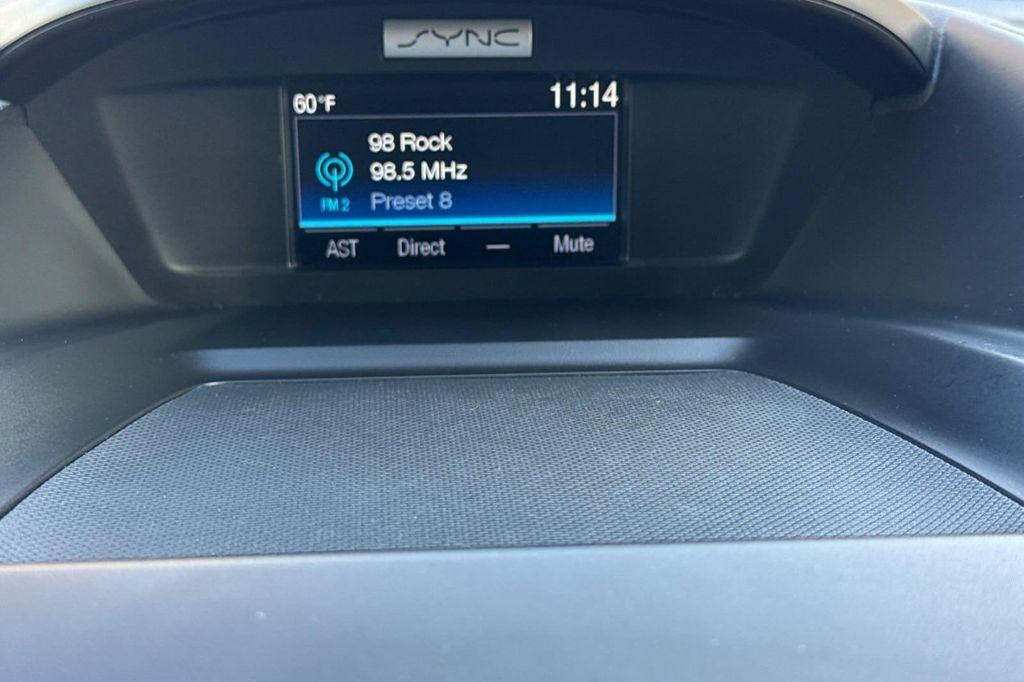 SYNC
60°F 11:14
98 Rock
98.5 MHz
FM 2 Preset 8
AST Direct — Mute